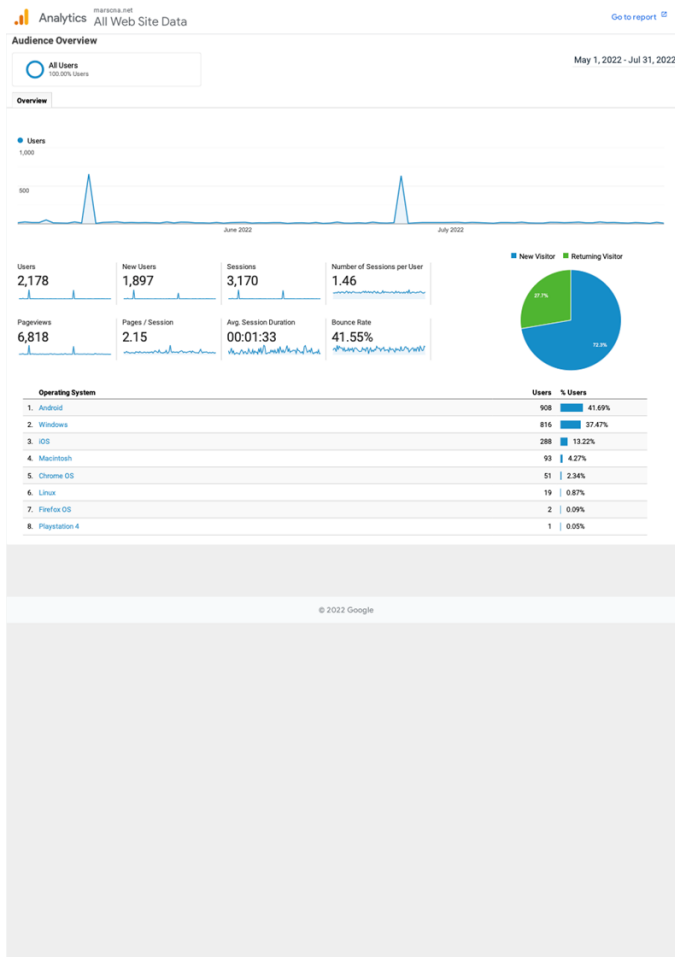 Analytics
marscna.net
All Web Site Data
Go to report
Audience Overview
All Users
100.00% Users
May 1, 2022 - Jul 31, 2022
Overview
Users
1,000
500
June 2022
July 2022
New Visitor Returning Visitor
Users
2,178
New Users
1,897
Sessions
3,170
Number of Sessions per User
1.46
Pageviews
6,818
Pages / Session
2.15
Avg. Session Duration
00:01:33
Bounce Rate
41.55%
27.7%
72.3%
Operating System Users % Users
1. Android 908 41.69%
2. Windows 816 37.47%
3. iOS 288 13.22%
4. Macintosh 93 4.27%
5. Chrome OS 51 2.34%
6. Linux 19 0.87%
7. Firefox OS 2 0.09%
8. Playstation 4 1 0.05%
© 2022 Google